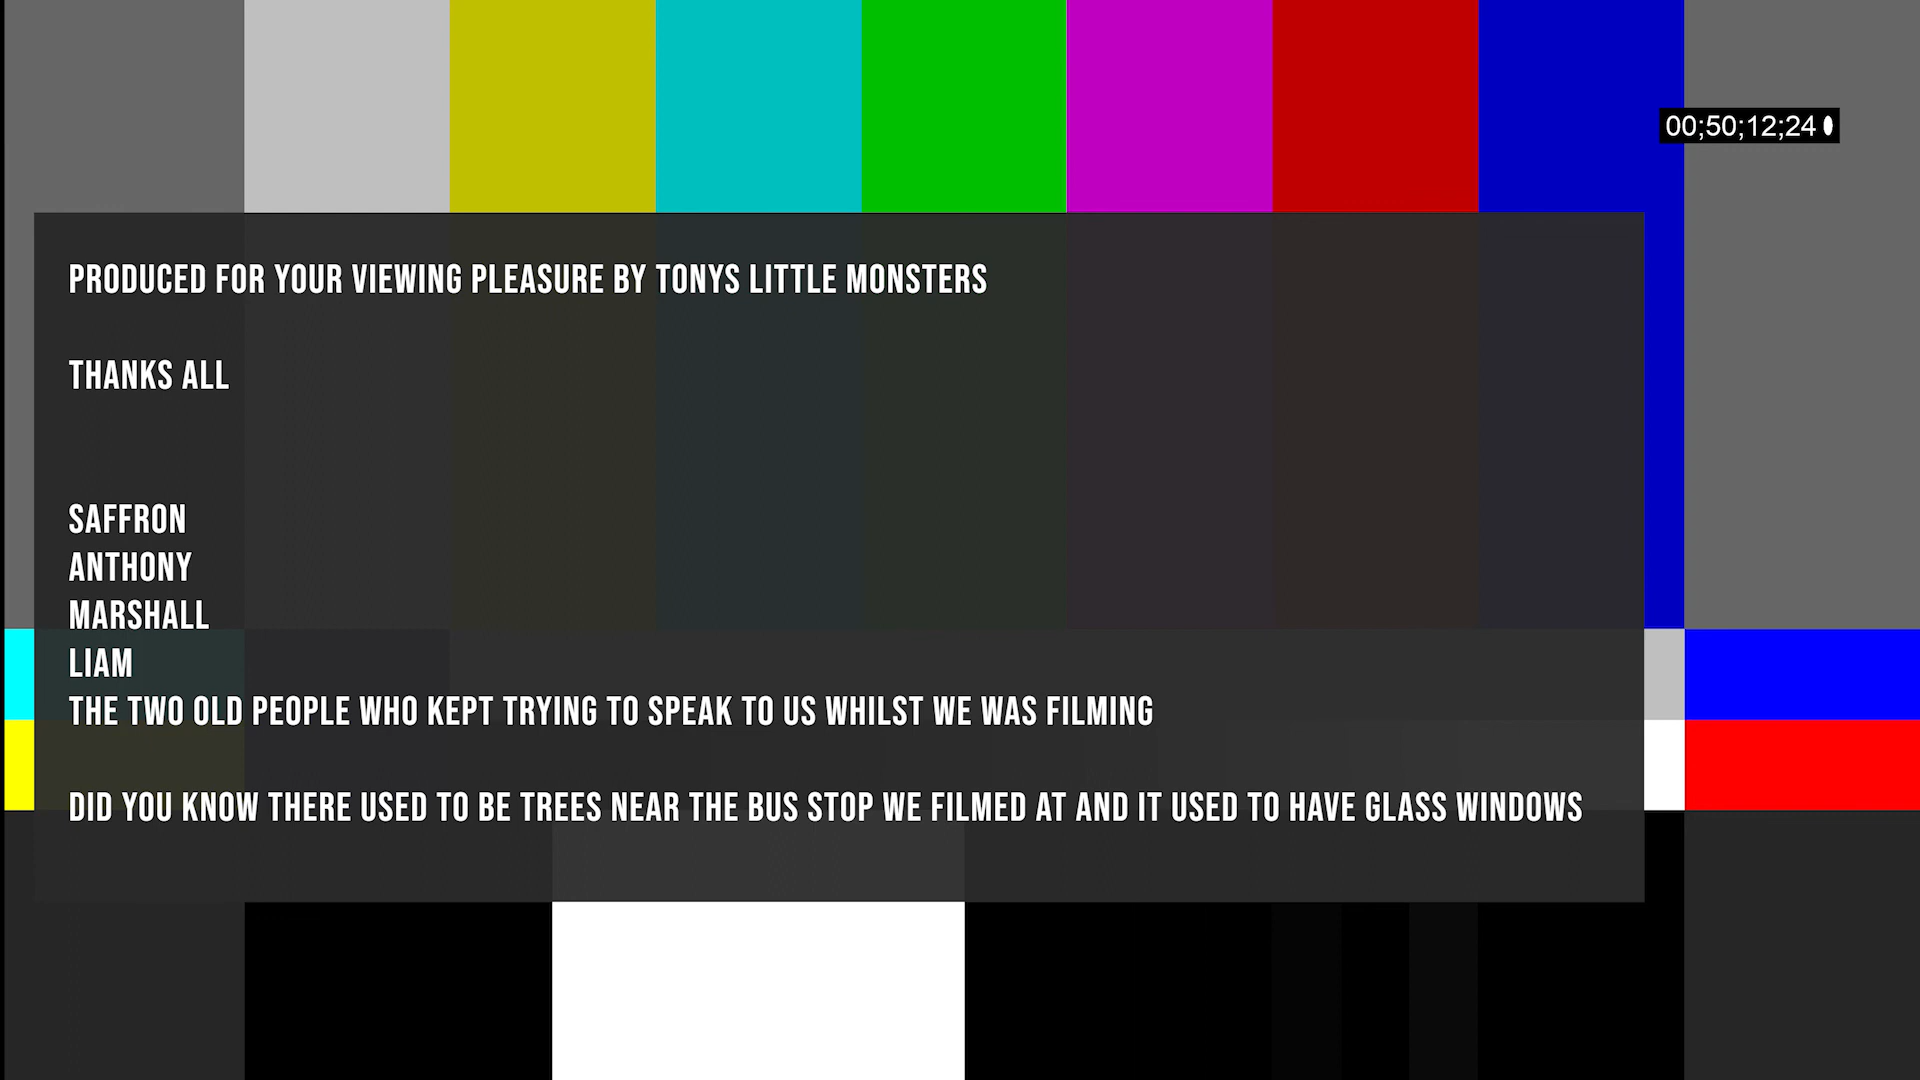 00;50;12;24
PRODUCED FOR YOUR VIEWING PLEASURE BY TONYS LITTLE MONSTERS
THANKS ALL
SAFFRON
ANTHONY
MARSHALL
LIAM
THE TWO OLD PEOPLE WHO KEPT TRYING TO SPEAK TO US WHILST WE WAS FILMING
DID YOU KNOW THERE USED TO BE TREES NEAR THE BUS STOP WE FILMED AT AND IT USED TO HAVE GLASS WINDOWS